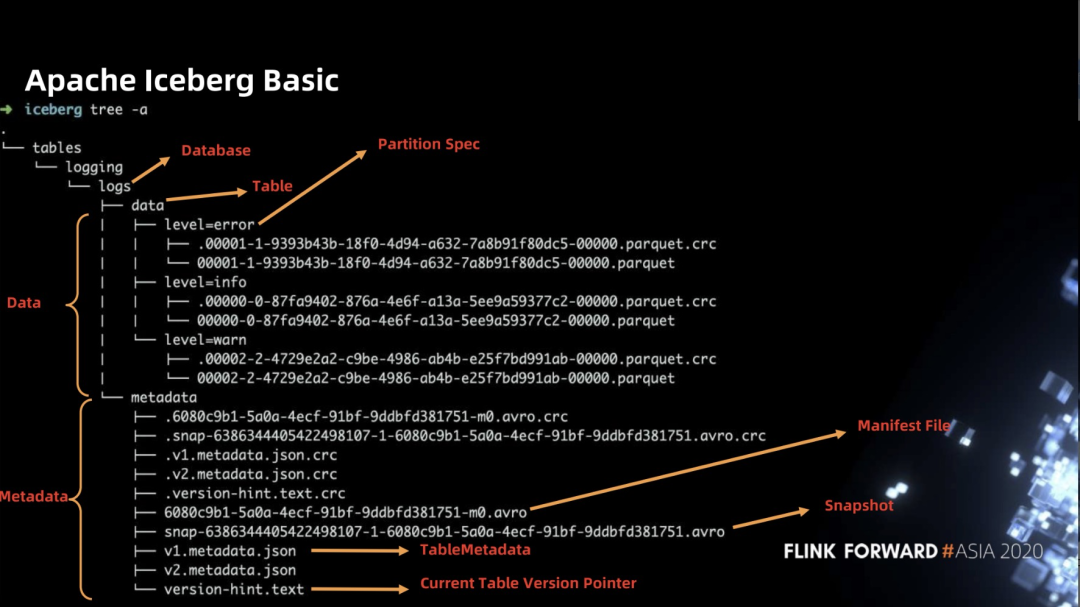 Apache Iceberg Basic
➜ iceberg tree -a
.
└── tables
└── logging
└── logs
Database
Partition Spec
Table
├── data
│ ├── level=error
│ │ ├── .00001-1-9393b43b-18f0-4d94-a632-7a8b91f80dc5-00000.parquet.crc
│ │ └── 00001-1-9393b43b-18f0-4d94-a632-7a8b91f80dc5-00000.parquet
│ ├── level=info
│ │ ├── .00000-0-87fa9402-876a-4e6f-a13a-5ee9a59377c2-00000.parquet.crc
│ │ └── 00000-0-87fa9402-876a-4e6f-a13a-5ee9a59377c2-00000.parquet
│ └── level=warn
│ ├── .00002-2-4729e2a2-c9be-4986-ab4b-e25f7bd991ab-00000.parquet.crc
│ └── 00002-2-4729e2a2-c9be-4986-ab4b-e25f7bd991ab-00000.parquet
Data
└── metadata
├── .6080c9b1-5a0a-4ecf-91bf-9ddbfd381751-m0.avro.crc
├── .snap-6386344405422498107-1-6080c9b1-5a0a-4ecf-91bf-9ddbfd381751.avro.crc
├── .v1.metadata.json.crc
├── .v2.metadata.json.crc
├── .version-hint.text.crc
├── 6080c9b1-5a0a-4ecf-91bf-9ddbfd381751-m0.avro
├── snap-6386344405422498107-1-6080c9b1-5a0a-4ecf-91bf-9ddbfd381751.avro
├── v1.metadata.json
├── v2.metadata.json
└── version-hint.text
Metadata
Manifest File
Snapshot
TableMetadata
Current Table Version Pointer
FLINK FORWARD #ASIA 2020